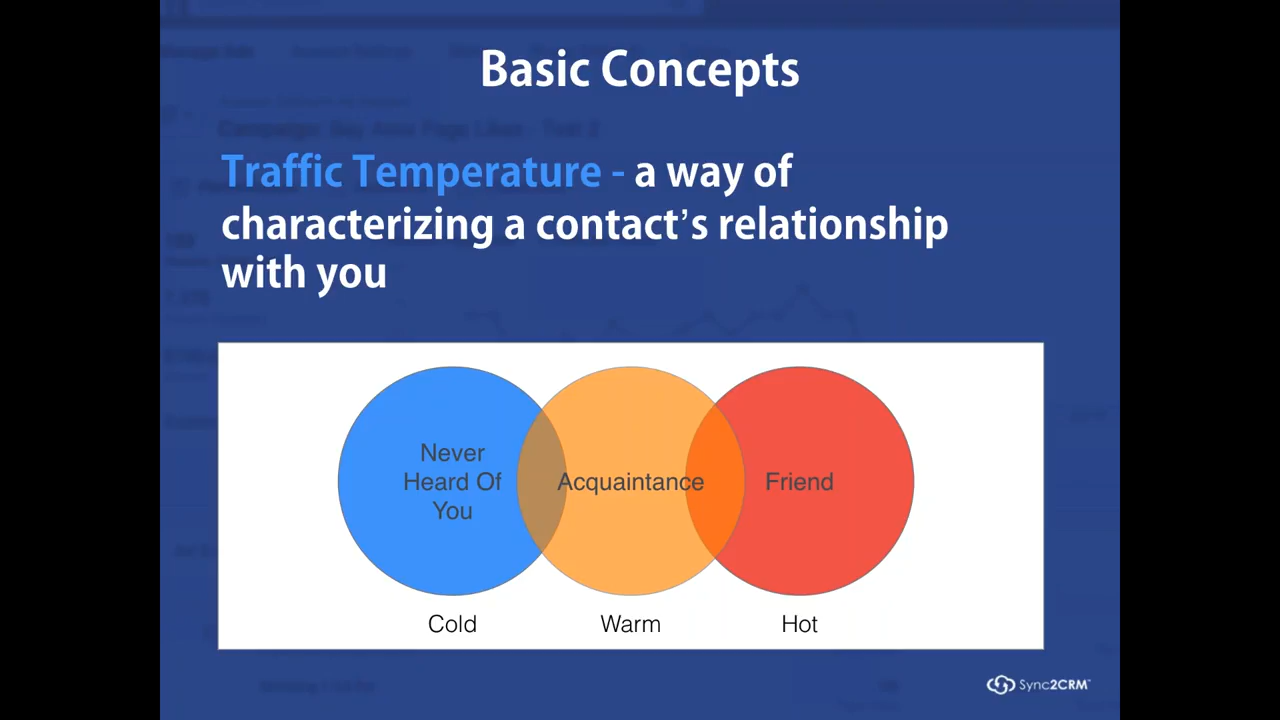 Basic Concepts
Traffic Temperature - a way of
characterizing a contact's relationship
with you
Never
Heard Of
You
Acquaintance
Friend
Cold
Warm
Hot
Sync2CRM™